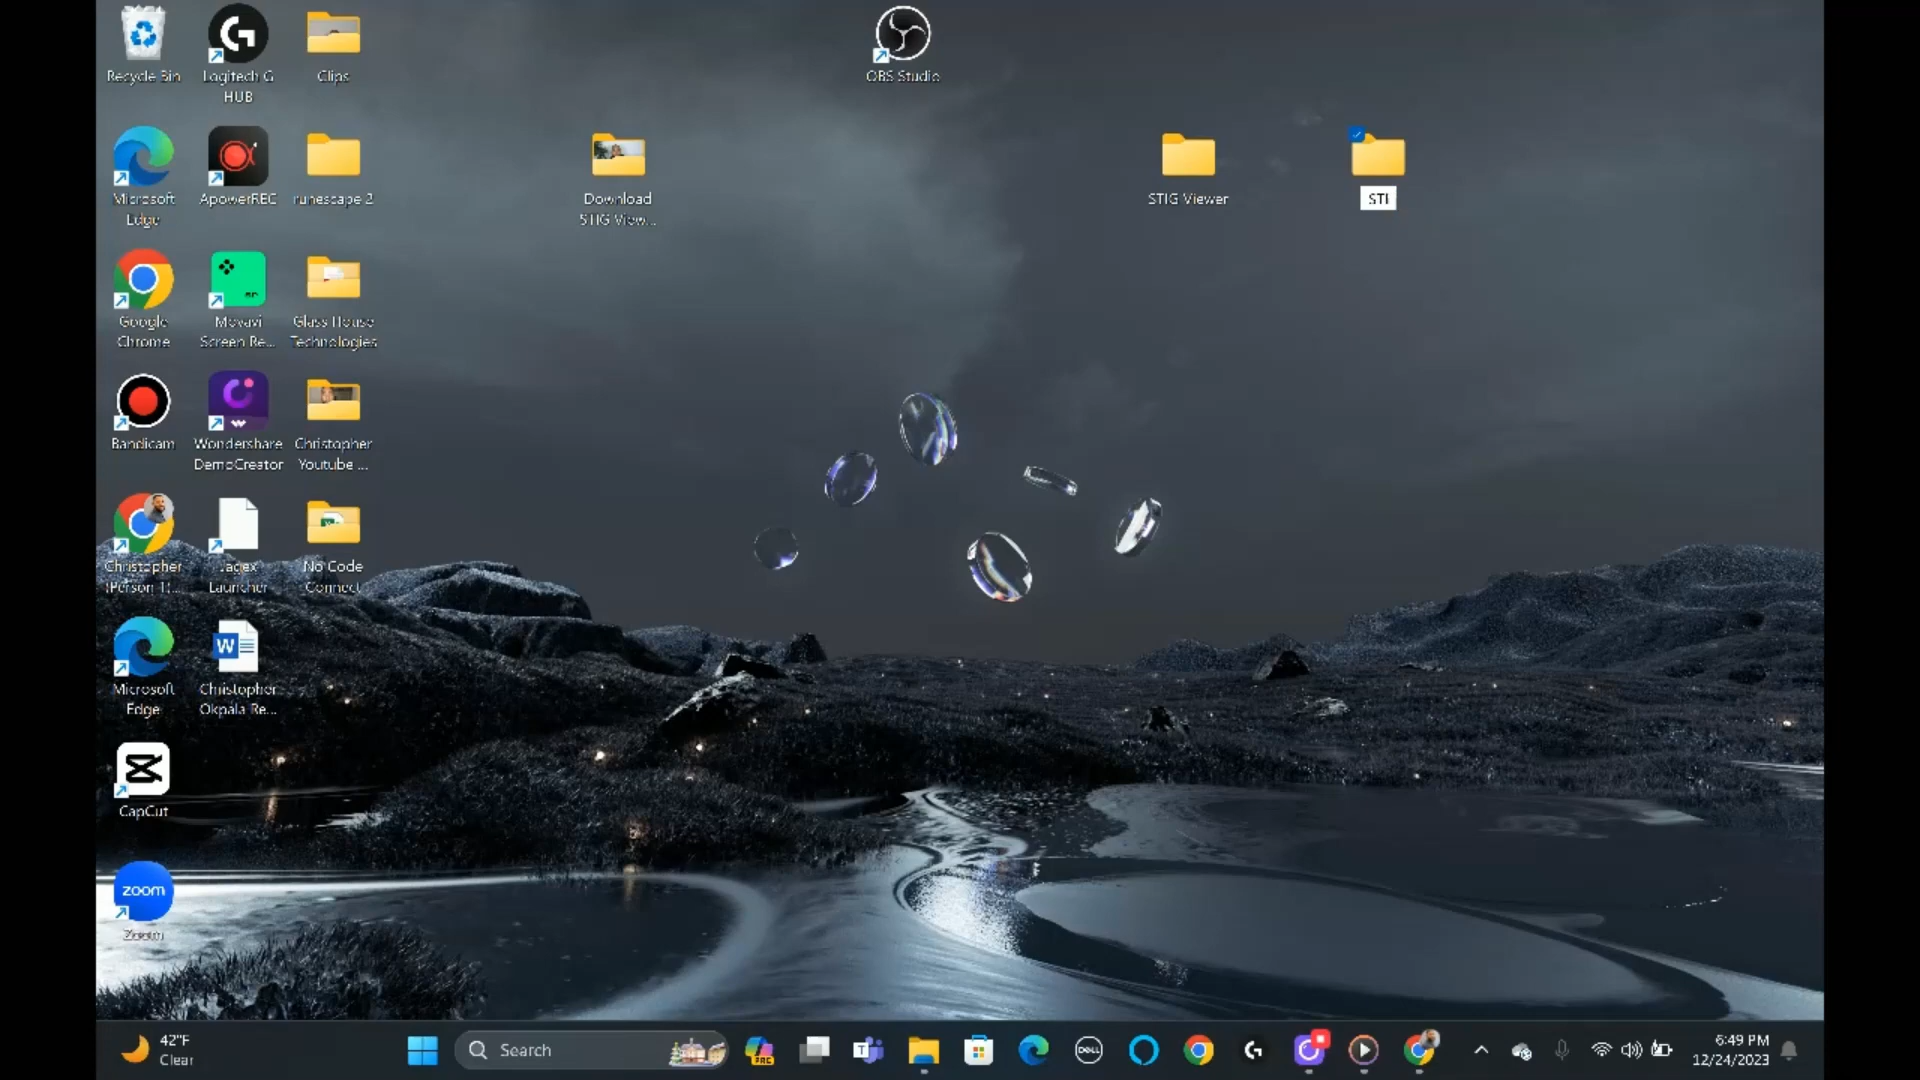 Recycle Bin
Logitech G
HUB
Clips
OBS Studio
Microsoft
Edge
ApowerREC
runescape 2
Download
STIG View...
STIG Viewer
STI
Google
Chrome
Movavi
Screen Re...
Glass House
Technologies
Bandicam
Wondershare
DemoCreator
Christopher
Youtube ...
Christopher
(Person 1)...
Jagex
Launcher
No Code
Connect
Microsoft
Edge
W
Christopher
Okpala Re...
CapCut
zoom
Zoom
42°F
Clear
Search
PRE
T
DELL
6:49 PM
12/24/2023